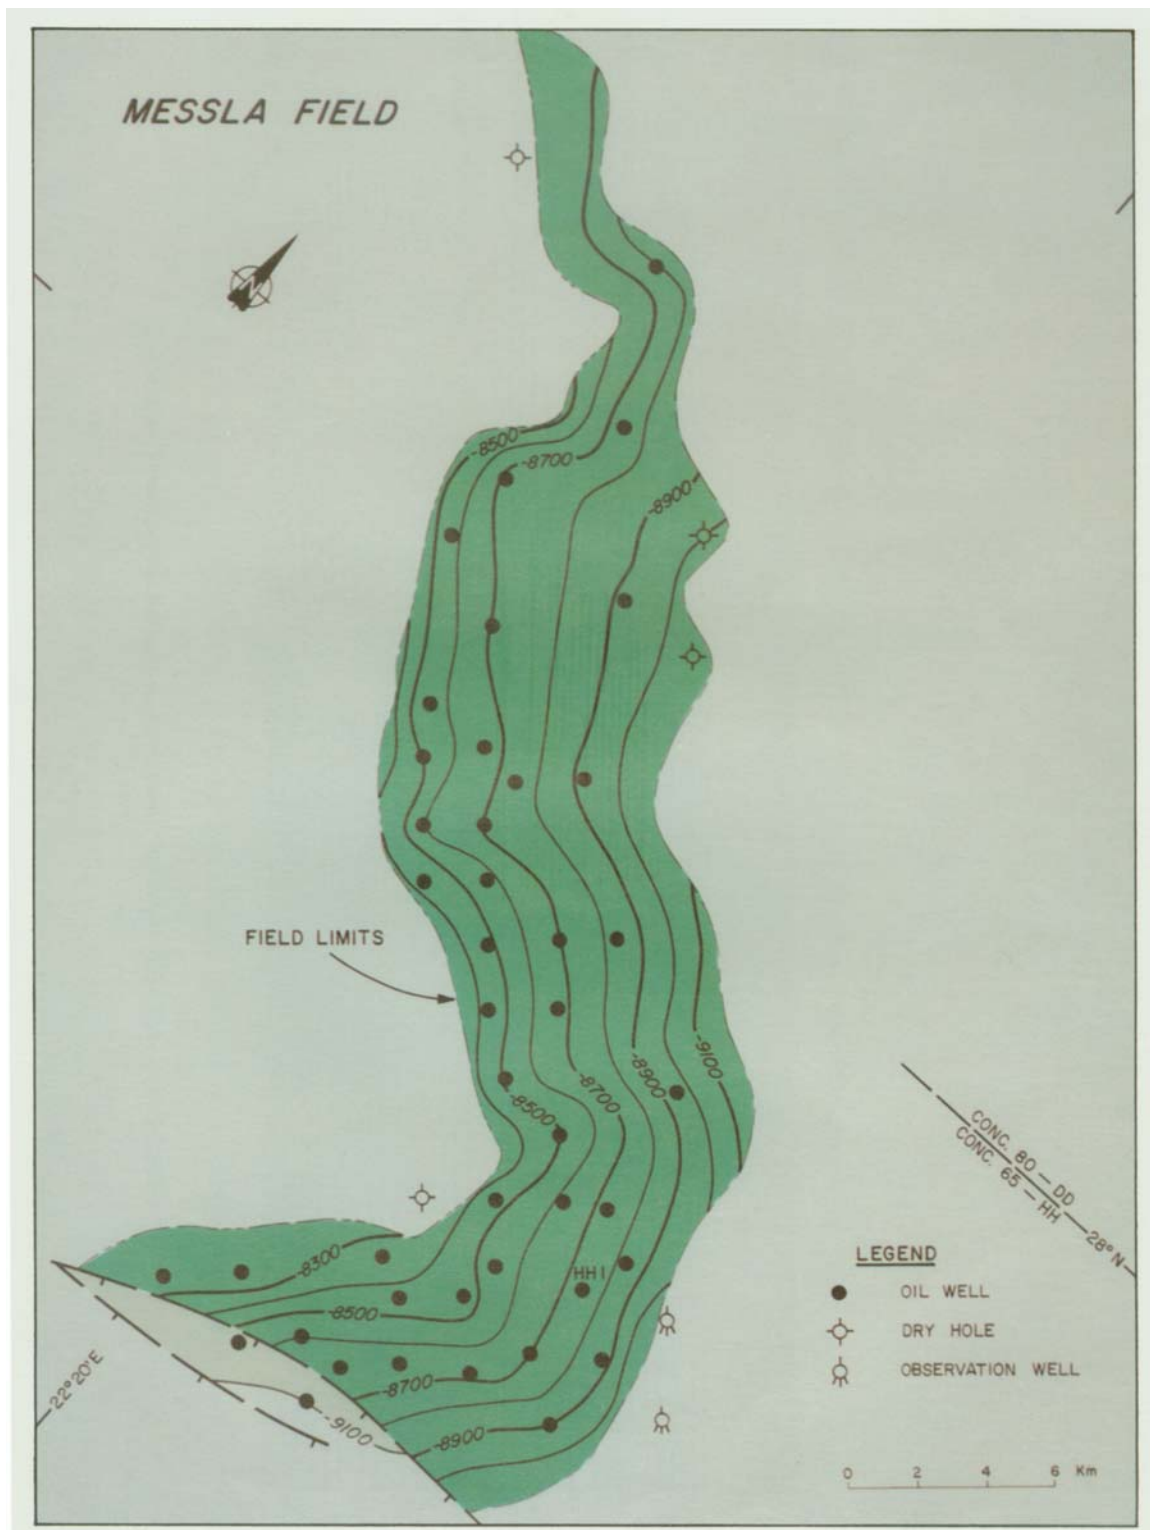 MESSLA FIELD
N
-8500
-8700
-8900
FIELD LIMITS
-9100
-8900
-8700
-8500
CONC. 80 — DD
CONC. 65 — HH
28° N
-8300
HH1
-8500
-8700
-9100
-8900
22° 20' E
LEGEND
OIL WELL
DRY HOLE
OBSERVATION WELL
0 2 4 6 Km